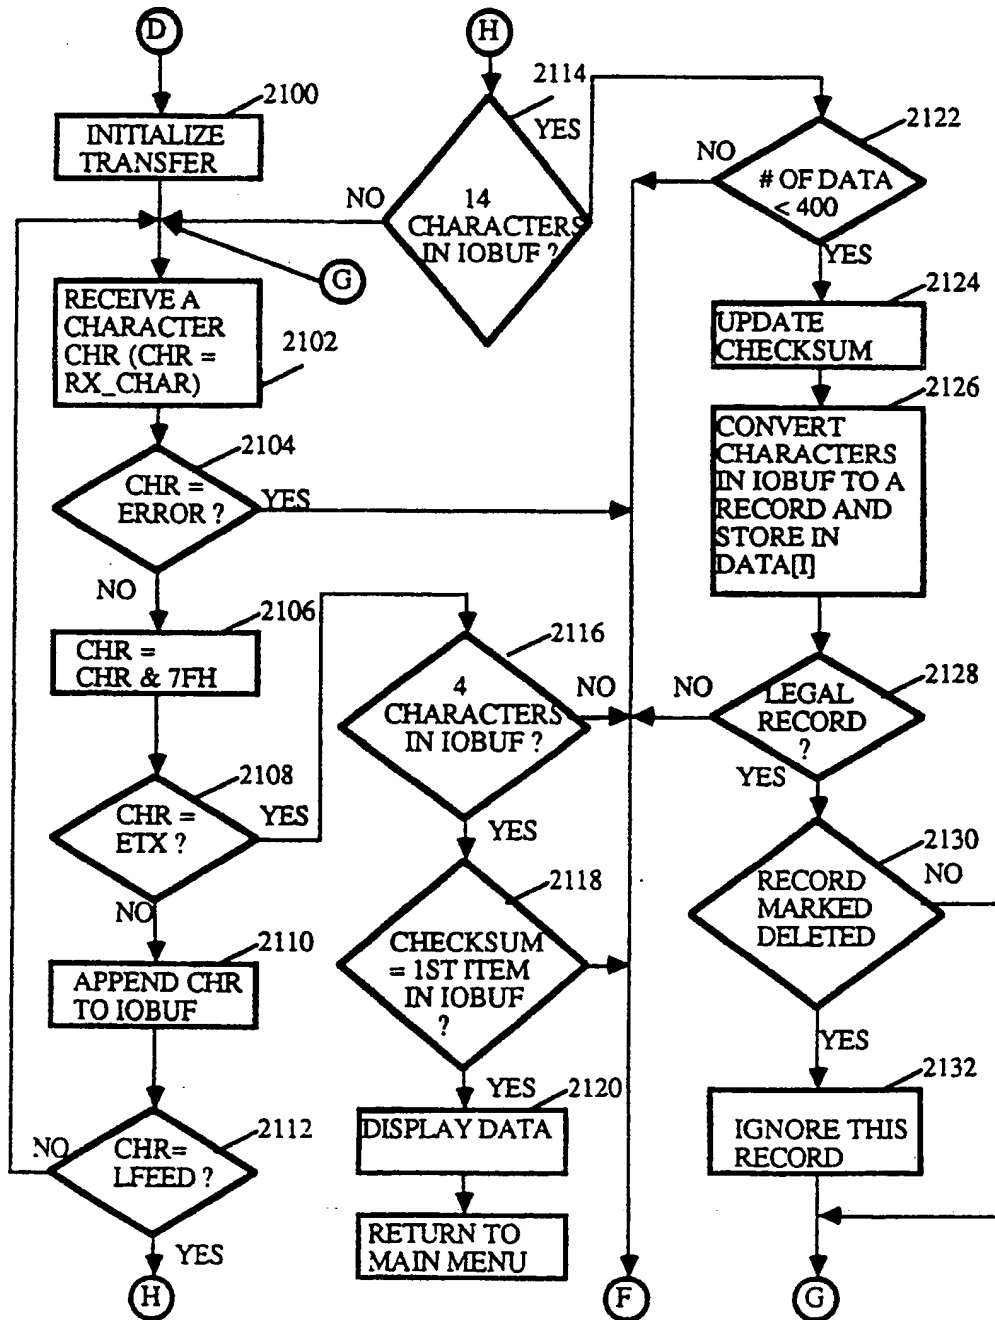 D
2100
INITIALIZE
TRANSFER
G
RECEIVE A
CHARACTER
CHR (CHR =
RX_CHAR)
2102
2104
CHR =
ERROR ?
YES
NO
2106
CHR =
CHR & 7FH
2108
CHR =
ETX ?
YES
NO
2110
APPEND CHR
TO IOBUF
2112
CHR=
LFEED ?
NO
YES
H
H
2114
YES
NO
14
CHARACTERS
IN IOBUF ?
2116
4
CHARACTERS
IN IOBUF ?
NO
YES
2118
CHECKSUM
= 1ST ITEM
IN IOBUF
?
YES
2120
DISPLAY DATA
RETURN TO
MAIN MENU
F
2122
NO
# OF DATA
< 400
YES
2124
UPDATE
CHECKSUM
2126
CONVERT
CHARACTERS
IN IOBUF TO A
RECORD AND
STORE IN
DATA[I]
2128
NO
LEGAL
RECORD
?
YES
2130
NO
RECORD
MARKED
DELETED
YES
2132
IGNORE THIS
RECORD
G